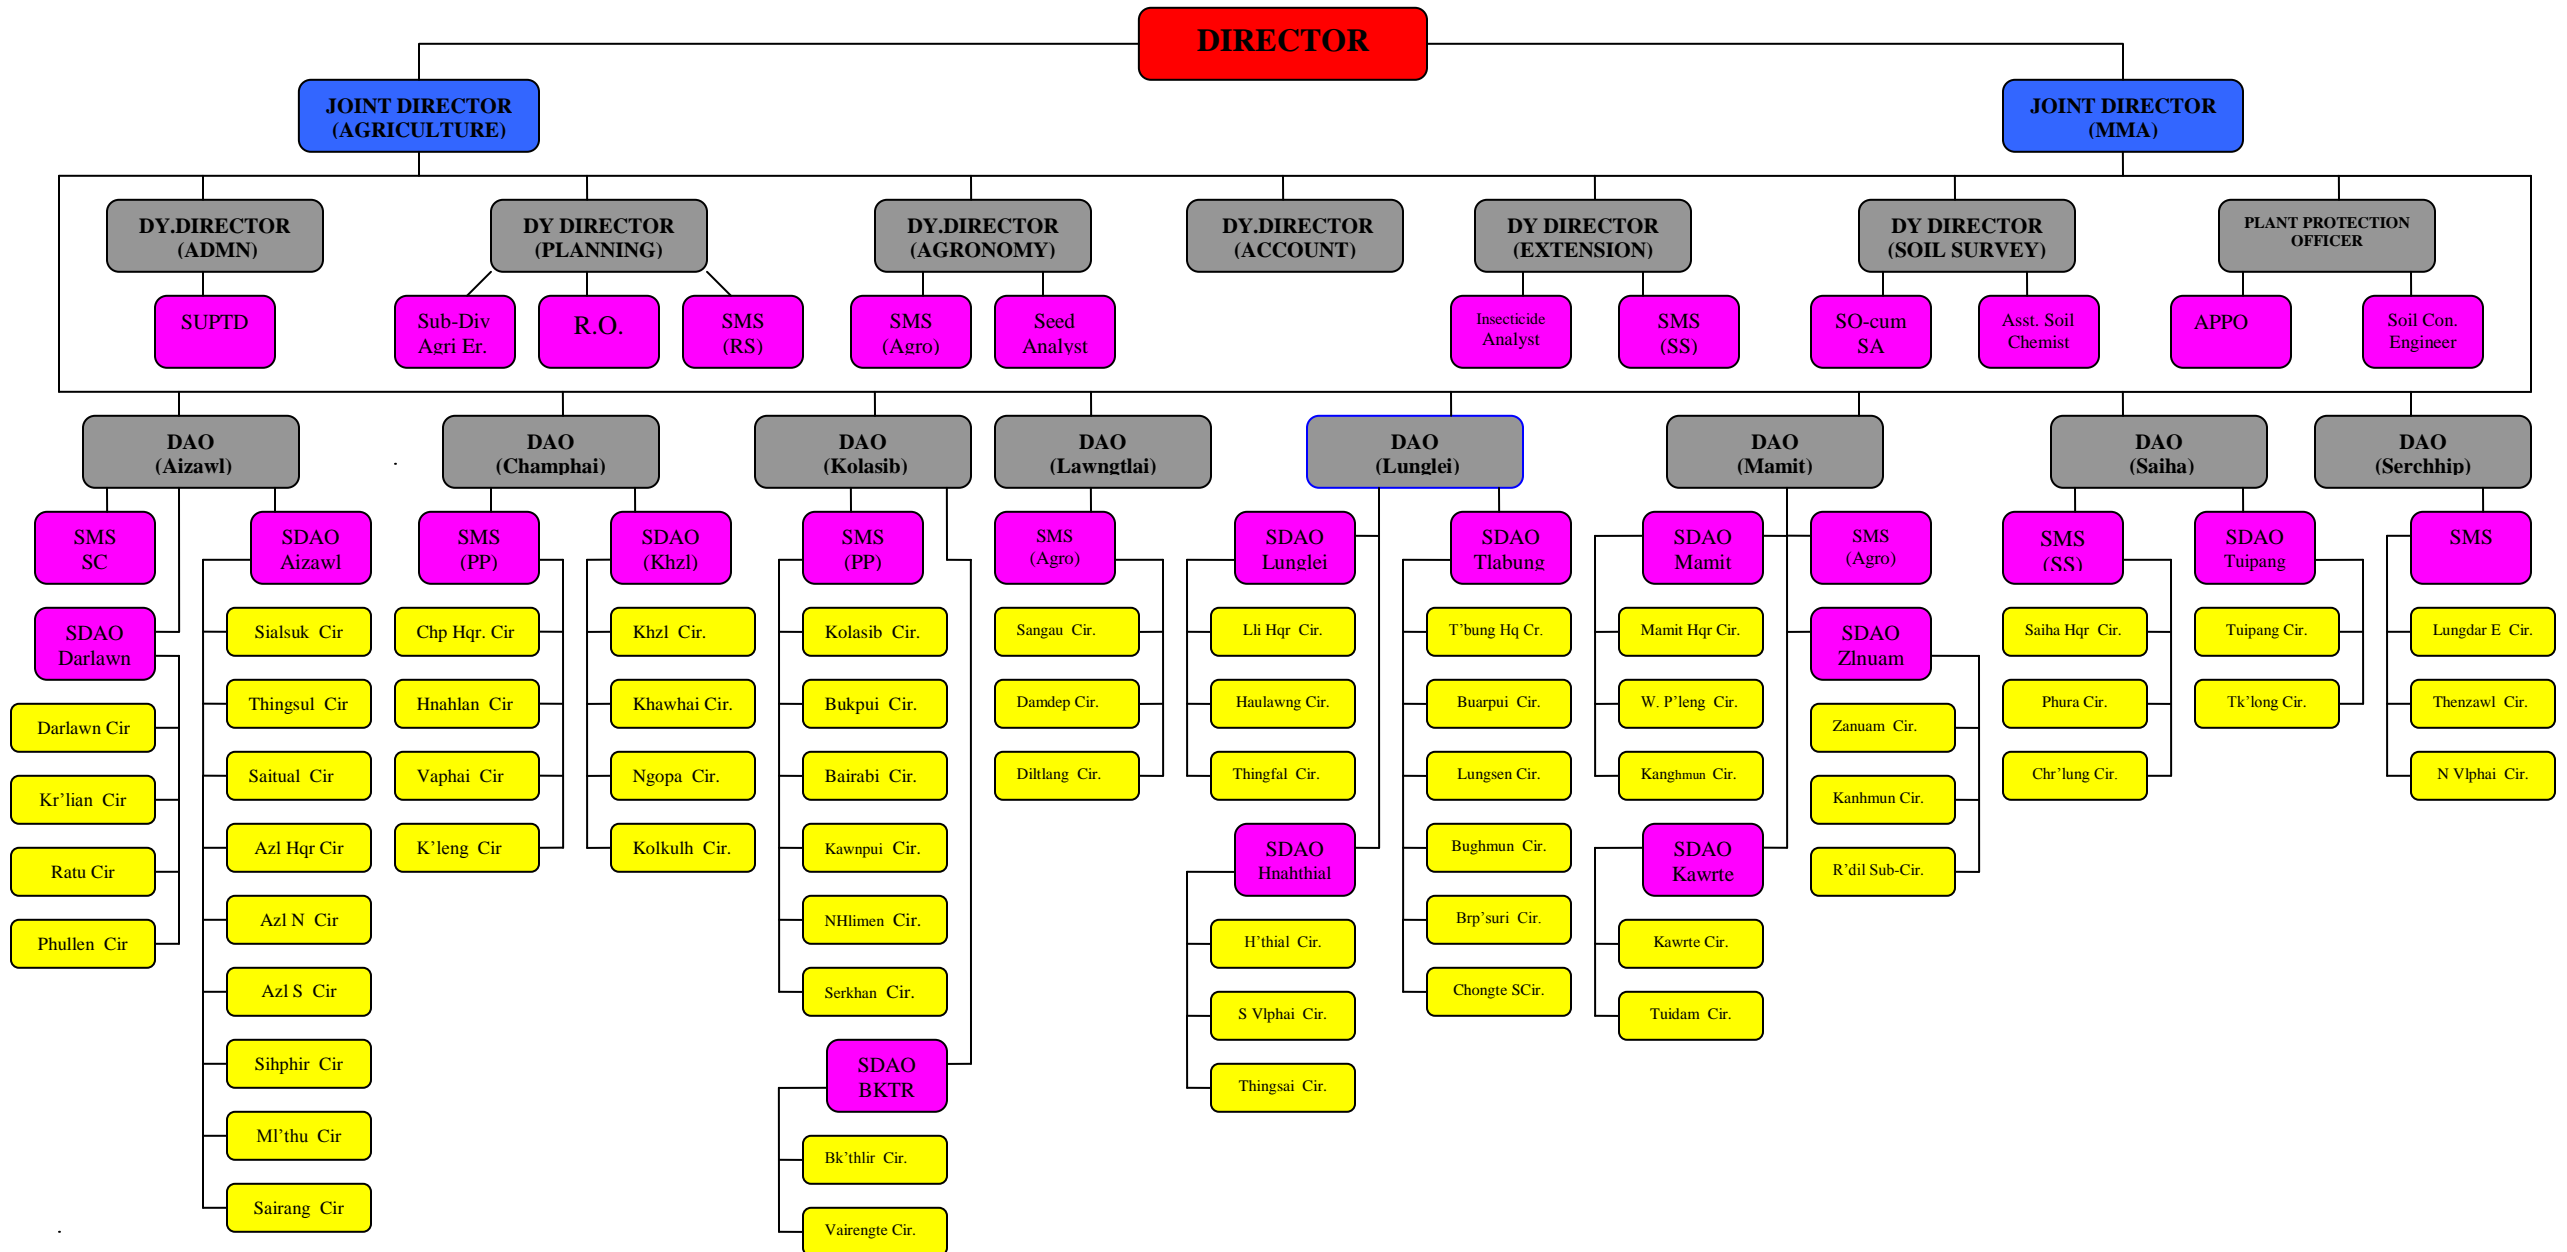 DIRECTOR
JOINT DIRECTOR
(AGRICULTURE)
JOINT DIRECTOR
(MMA)
DY.DIRECTOR
(ADMN)
DY DIRECTOR
(PLANNING)
DY.DIRECTOR
(AGRONOMY)
DY.DIRECTOR
(ACCOUNT)
DY DIRECTOR
(EXTENSION)
DY DIRECTOR
(SOIL SURVEY)
PLANT PROTECTION
OFFICER
SUPTD
Sub-Div
Agri Er.
R.O.
SMS
(RS)
SMS
(Agro)
Seed
Analyst
Insecticide
Analyst
SMS
(SS)
SO-cum
SA
Asst. Soil
Chemist
APPO
Soil Con.
Engineer
DAO
(Aizawl)
DAO
(Champhai)
DAO
(Kolasib)
DAO
(Lawngtlai)
DAO
(Lunglei)
DAO
(Mamit)
DAO
(Saiha)
DAO
(Serchhip)
SMS
SC
SDAO
Aizawl
SDAO
Darlawn
Darlawn Cir
Kr'lian Cir
Ratu Cir
Phullen Cir
Sialsuk Cir
Thingsul Cir
Saitual Cir
Azl Hqr Cir
Azl N Cir
Azl S Cir
Sihphir Cir
Ml'thu Cir
Sairang Cir
SMS
(PP)
Chp Hqr. Cir
Hnahlan Cir
Vaphai Cir
K'leng Cir
SDAO
(Khzl)
Khzl Cir.
Khawhai Cir.
Ngopa Cir.
Kolkulh Cir.
SMS
(PP)
Kolasib Cir.
Bukpui Cir.
Bairabi Cir.
Kawnpui Cir.
NHlimen Cir.
Serkhan Cir.
SDAO
BKTR
Bk'thlir Cir.
Vairengte Cir.
SMS
(Agro)
Sangau Cir.
Damdep Cir.
Diltlang Cir.
SDAO
Lunglei
Lli Hqr Cir.
Haulawng Cir.
Thingfal Cir.
SDAO
Hnahthial
H'thial Cir.
S Vlphai Cir.
Thingsai Cir.
SDAO
Tlabung
T'bung Hq Cr.
Buarpui Cir.
Lungsen Cir.
Bughmun Cir.
Brp'suri Cir.
Chongte SCir.
SDAO
Mamit
Mamit Hqr Cir.
W. P'leng Cir.
Kanghmun Cir.
SDAO
Kawrte
Kawrte Cir.
Tuidam Cir.
SMS
(Agro)
SDAO
Zlnuam
Zanuam Cir.
Kanhmun Cir.
R'dil Sub-Cir.
SMS
(SS)
Saiha Hqr Cir.
Phura Cir.
Chr'lung Cir.
SDAO
Tuipang
Tuipang Cir.
Tk'long Cir.
SMS
Lungdar E Cir.
Thenzawl Cir.
N Vlphai Cir.